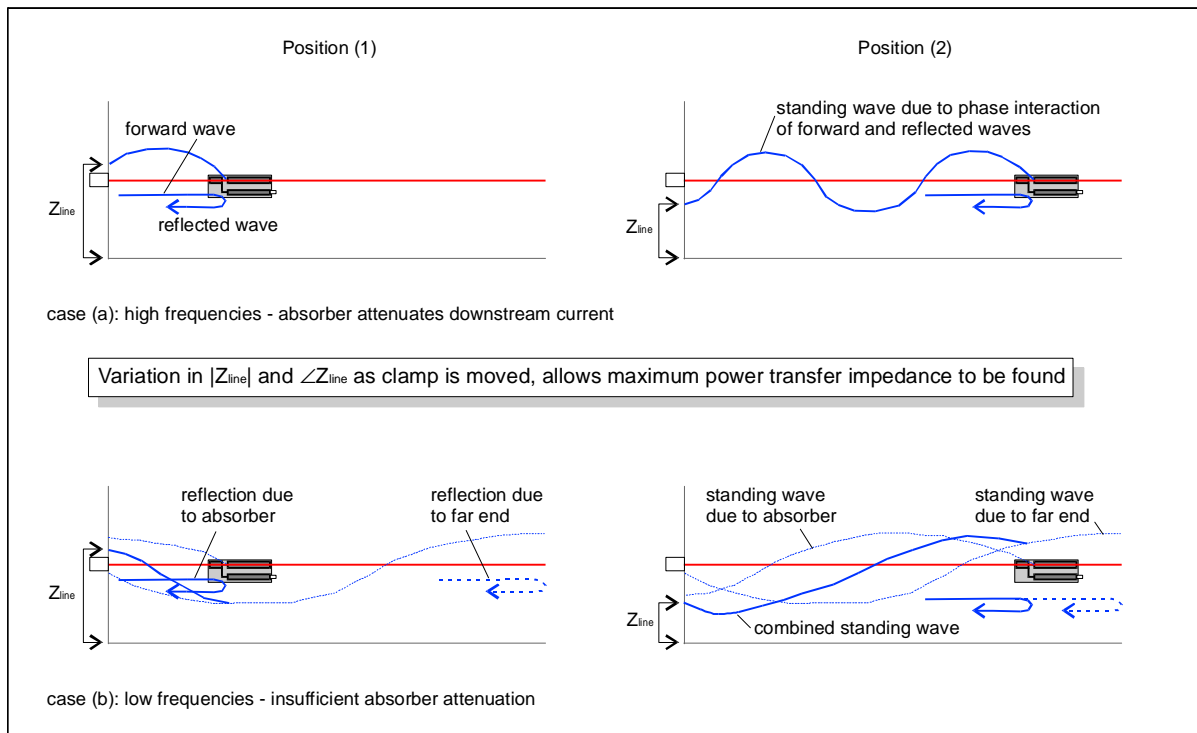 Position (1)
Position (2)
forward wave
Zline
reflected wave
standing wave due to phase interaction
of forward and reflected waves
Zline
case (a): high frequencies - absorber attenuates downstream current
Variation in |Zline| and ∠Zline as clamp is moved, allows maximum power transfer impedance to be found
reflection due
to absorber
reflection due
to far end
Zline
standing wave
due to absorber
standing wave
due to far end
Zline
combined standing wave
case (b): low frequencies - insufficient absorber attenuation